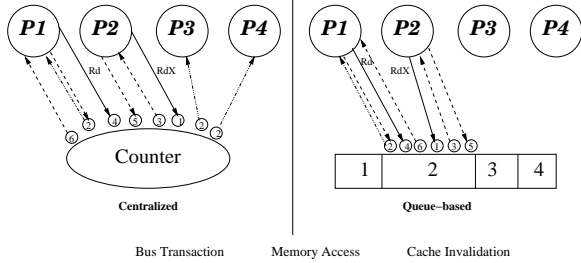 P1 P2 P3 P4
Rd RdX
6 2 4 5 3 1 2 2
Counter
Centralized
P1 P2 P3 P4
Rd RdX
2 4 6 1 3 5
1 2 3 4
Queue-based
Bus Transaction Memory Access Cache Invalidation